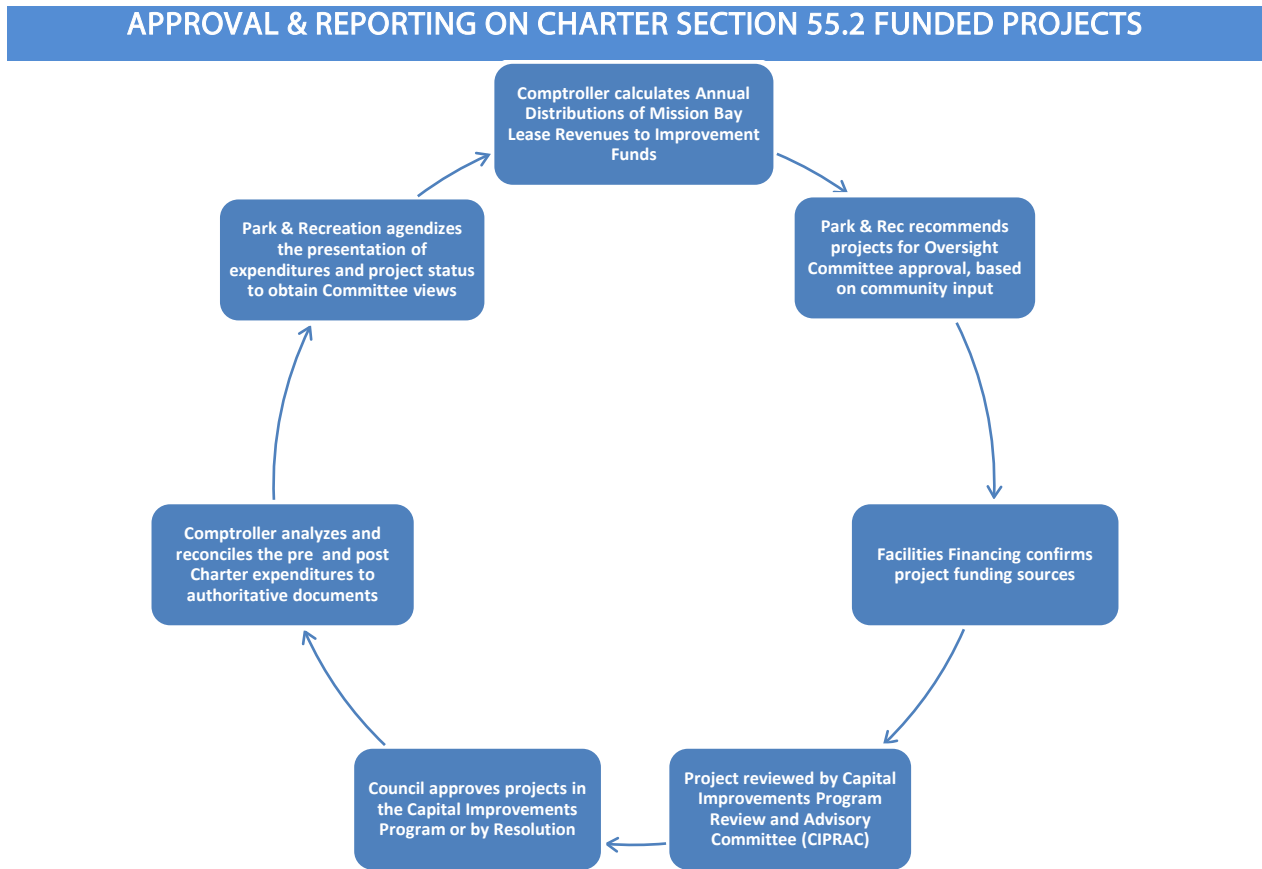 APPROVAL & REPORTING ON CHARTER SECTION 55.2 FUNDED PROJECTS
Comptroller calculates Annual
Distributions of Mission Bay
Lease Revenues to Improvement
Funds
Park & Rec recommends
projects for Oversight
Committee approval, based
on community input
Facilities Financing confirms
project funding sources
Project reviewed by Capital
Improvements Program
Review and Advisory
Committee (CIPRAC)
Council approves projects in
the Capital Improvements
Program or by Resolution
Comptroller analyzes and
reconciles the pre and post
Charter expenditures to
authoritative documents
Park & Recreation agendizes
the presentation of
expenditures and project status
to obtain Committee views